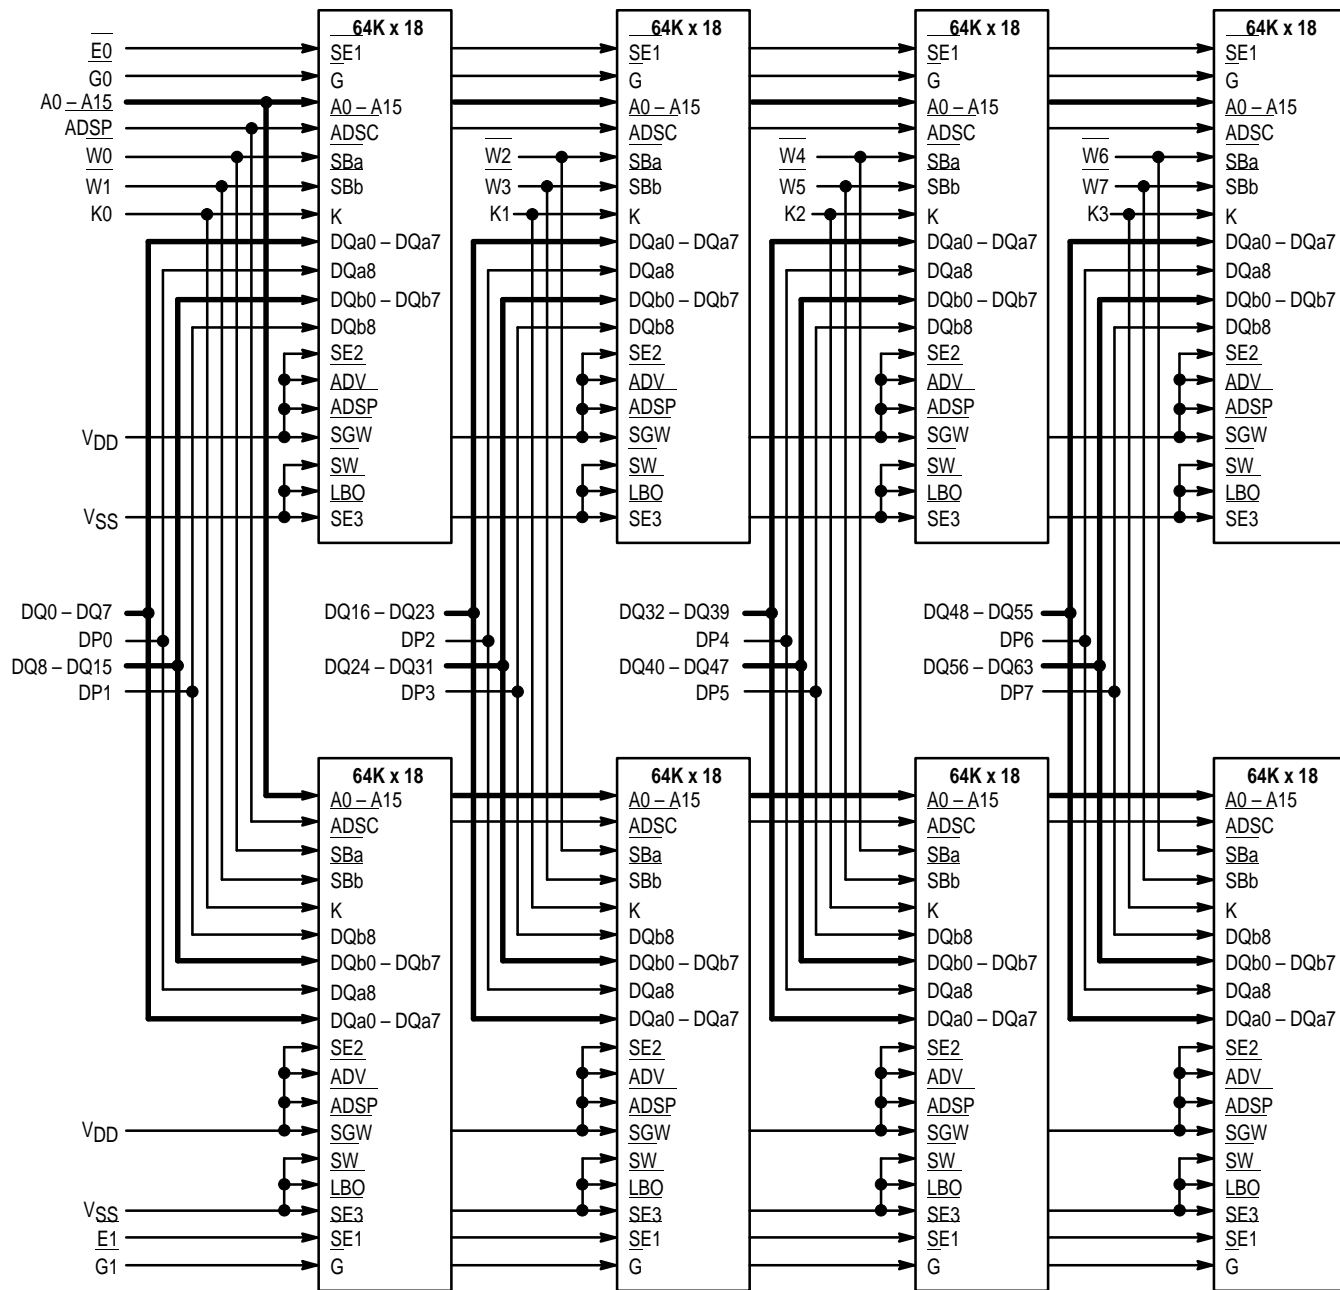 64K x 18 64K x 18 64K x 18 64K x 18
E0 SE1 SE1 SE1 SE1
G0 G G G G
A0 – A15 A0 – A15 A0 – A15 A0 – A15 A0 – A15
ADSP ADSC ADSC ADSC ADSC
W0 SBa W2 SBa W4 SBa W6 SBa
W1 SBb W3 SBb W5 SBb W7 SBb
K0 K K1 K K2 K K3 K
DQa0 – DQa7 DQa0 – DQa7 DQa0 – DQa7 DQa0 – DQa7
DQa8 DQa8 DQa8 DQa8
DQb0 – DQb7 DQb0 – DQb7 DQb0 – DQb7 DQb0 – DQb7
DQb8 DQb8 DQb8 DQb8
SE2 SE2 SE2 SE2
ADV ADV ADV ADV
ADSP ADSP ADSP ADSP
VDD SGW SGW SGW SGW
SW SW SW SW
LBO LBO LBO LBO
VSS SE3 SE3 SE3 SE3
DQ0 – DQ7 DQ16 – DQ23 DQ32 – DQ39 DQ48 – DQ55
DP0 DP2 DP4 DP6
DQ8 – DQ15 DQ24 – DQ31 DQ40 – DQ47 DQ56 – DQ63
DP1 DP3 DP5 DP7
64K x 18 64K x 18 64K x 18 64K x 18
A0 – A15 A0 – A15 A0 – A15 A0 – A15
ADSC ADSC ADSC ADSC
SBa SBa SBa SBa
SBb SBb SBb SBb
K K K K
DQb8 DQb8 DQb8 DQb8
DQb0 – DQb7 DQb0 – DQb7 DQb0 – DQb7 DQb0 – DQb7
DQa8 DQa8 DQa8 DQa8
DQa0 – DQa7 DQa0 – DQa7 DQa0 – DQa7 DQa0 – DQa7
SE2 SE2 SE2 SE2
ADV ADV ADV ADV
ADSP ADSP ADSP ADSP
VDD SGW SGW SGW SGW
SW SW SW SW
LBO LBO LBO LBO
VSS SE3 SE3 SE3 SE3
E1 SE1 SE1 SE1 SE1
G1 G G G G